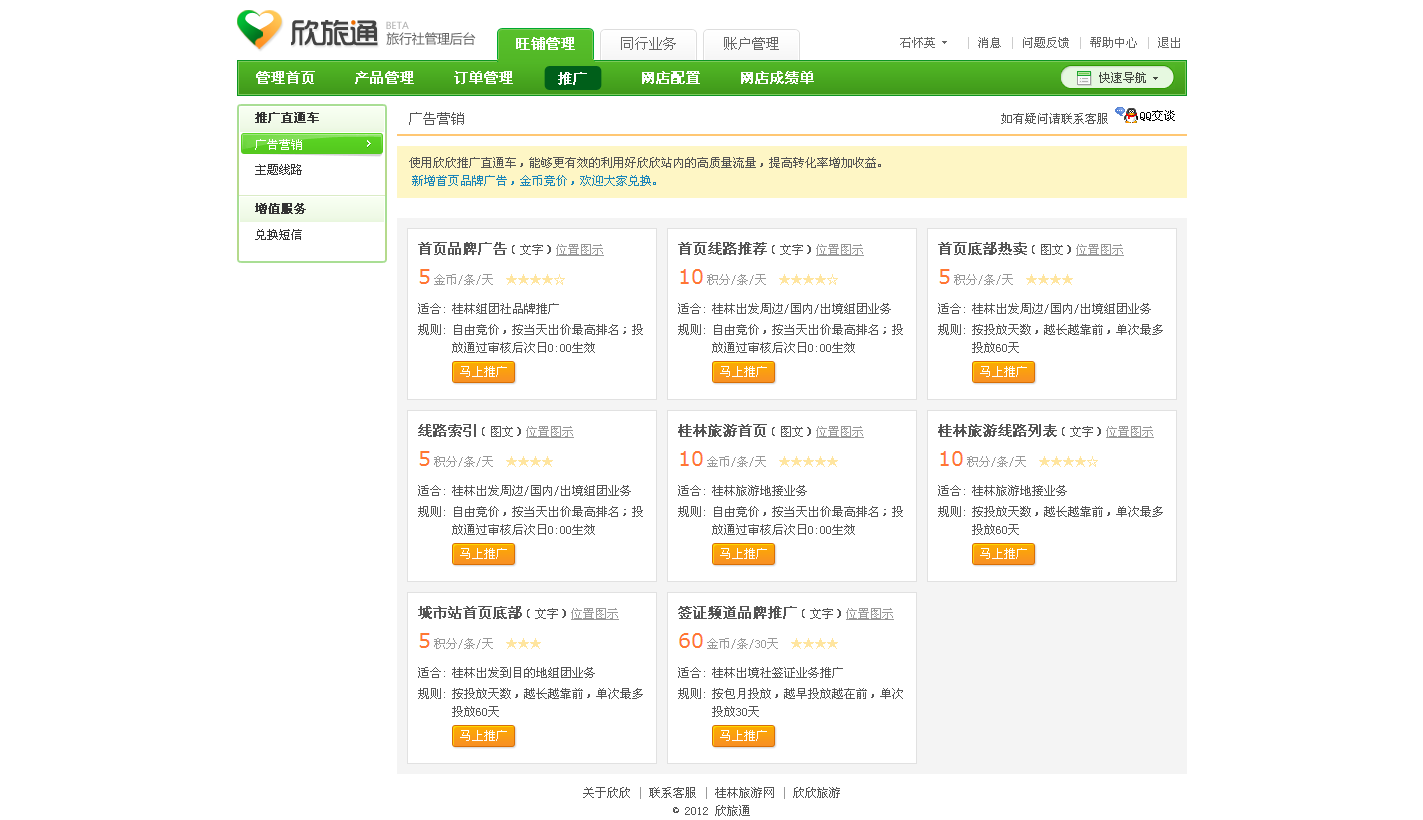 欣旅通 BETA 旅行社管理后台
旺铺管理 同行业务 账户管理
石怀英 消息 问题反馈 帮助中心 退出
管理首页 产品管理 订单管理 推广 网店配置 网店成绩单 快速导航
推广直通车
广告营销
主题线路
增值服务
兑换短信
广告营销 如有疑问请联系客服 QQ交谈
使用欣欣推广直通车，能够更有效的利用好欣欣站内的高质量流量，提高转化率增加收益。
新增首页品牌广告，金币竞价，欢迎大家兑换。
首页品牌广告（文字）位置图示
5 金币/条/天 ★★★★☆
适合: 桂林组团社品牌推广
规则: 自由竞价，按当天出价最高排名；投
放通过审核后次日0:00生效
马上推广
首页线路推荐（文字）位置图示
10 积分/条/天 ★★★★☆
适合: 桂林出发周边/国内/出境组团业务
规则: 自由竞价，按当天出价最高排名；投
放通过审核后次日0:00生效
马上推广
首页底部热卖（图文）位置图示
5 积分/条/天 ★★★★
适合: 桂林出发周边/国内/出境组团业务
规则: 按投放天数，越长越靠前，单次最多
投放60天
马上推广
线路索引（图文）位置图示
5 积分/条/天 ★★★★
适合: 桂林出发周边/国内/出境组团业务
规则: 自由竞价，按当天出价最高排名；投
放通过审核后次日0:00生效
马上推广
桂林旅游首页（图文）位置图示
10 金币/条/天 ★★★★★
适合: 桂林旅游地接业务
规则: 自由竞价，按当天出价最高排名；投
放通过审核后次日0:00生效
马上推广
桂林旅游线路列表（文字）位置图示
10 积分/条/天 ★★★★☆
适合: 桂林旅游地接业务
规则: 按投放天数，越长越靠前，单次最多
投放60天
马上推广
城市站首页底部（文字）位置图示
5 积分/条/天 ★★★
适合: 桂林出发到目的地组团业务
规则: 按投放天数，越长越靠前，单次最多
投放60天
马上推广
签证频道品牌推广（文字）位置图示
60 金币/条/30天 ★★★★
适合: 桂林出境社签证业务推广
规则: 按包月投放，越早投放越在前，单次
投放30天
马上推广
关于欣欣 | 联系客服 | 桂林旅游网 | 欣欣旅游
© 2012 欣旅通